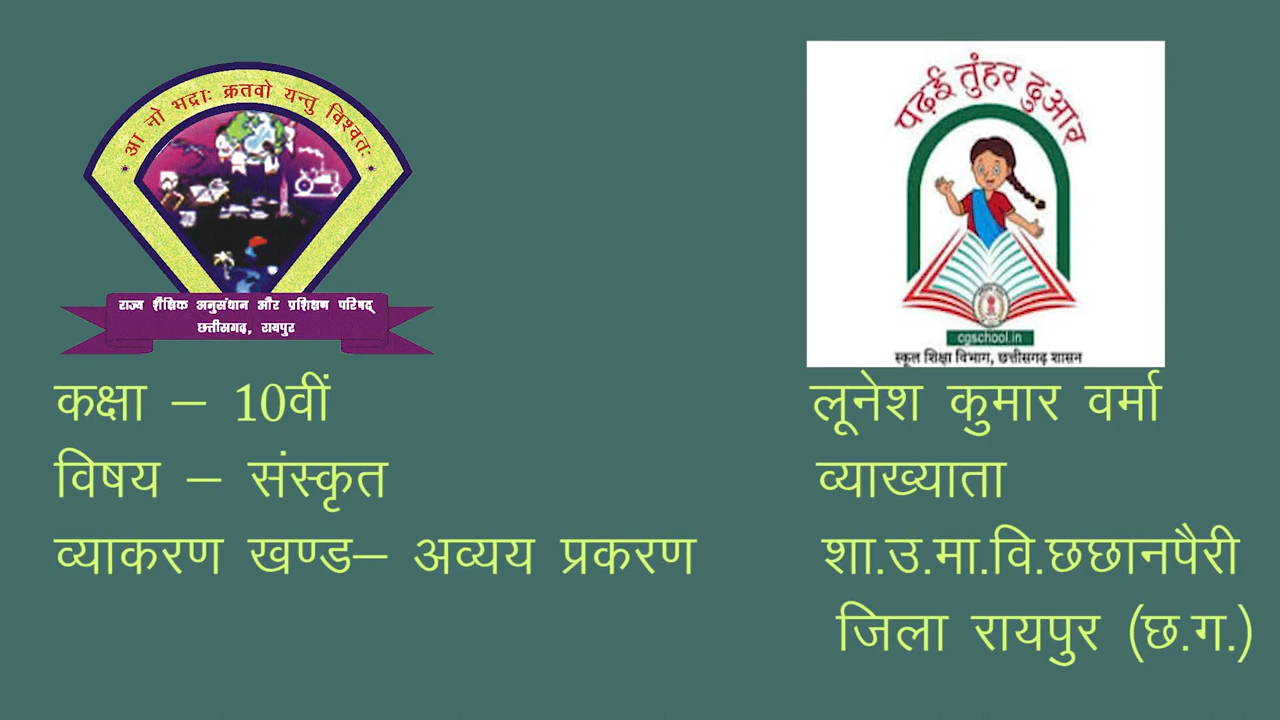 आ नो भद्राः क्रतवो यन्तु विश्वतः
राज्य शैक्षिक अनुसंधान और प्रशिक्षण परिषद्
छत्तीसगढ़, रायपुर
पढ़ई तुंहर दुआर
cgschool.in
स्कूल शिक्षा विभाग, छत्तीसगढ़ शासन
कक्षा – 10वीं
विषय – संस्कृत
व्याकरण खण्ड– अव्यय प्रकरण
लूनेश कुमार वर्मा
व्याख्याता
शा.उ.मा.वि.छछानपैरी
जिला रायपुर (छ.ग.)